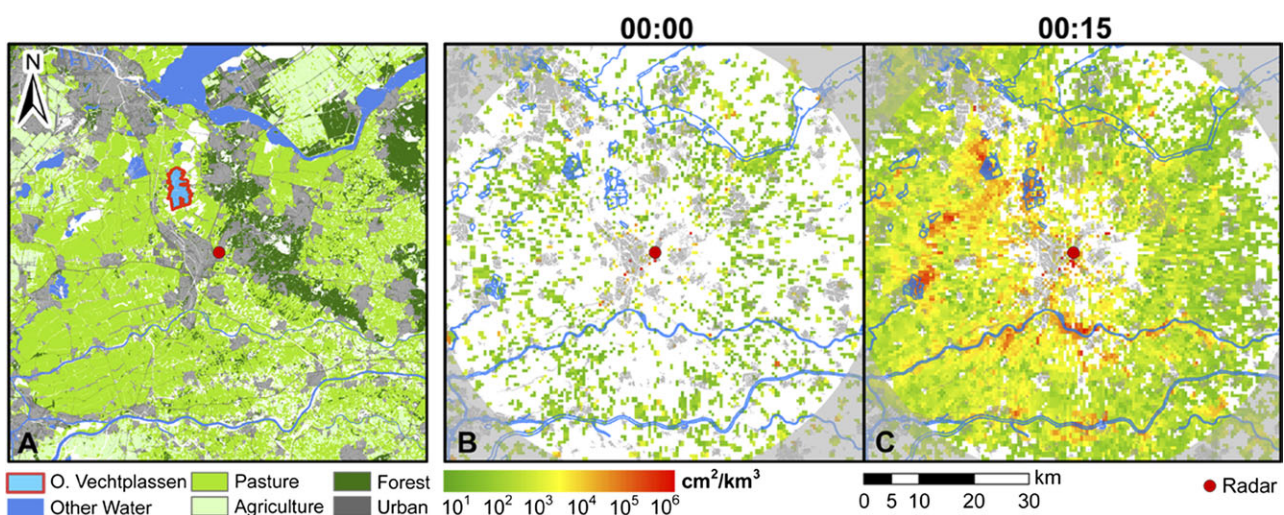 00:00 00:15
N
A B C
O. Vechtplassen Pasture Forest
Other Water Agriculture Urban
cm²/km³
10¹ 10² 10³ 10⁴ 10⁵ 10⁶
km
0 5 10 20 30
Radar